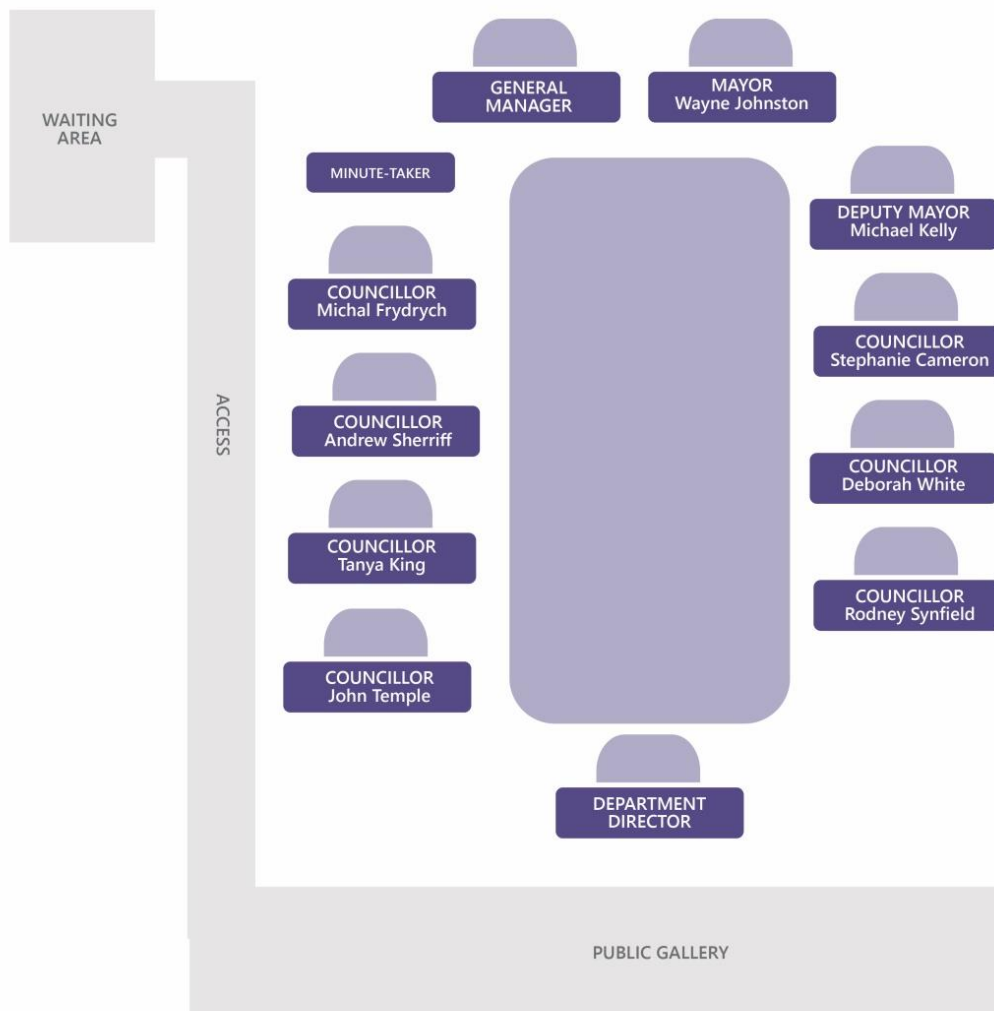 GENERAL
MANAGER
MAYOR
Wayne Johnston
WAITING
AREA
MINUTE-TAKER
DEPUTY MAYOR
Michael Kelly
COUNCILLOR
Michal Frydrych
COUNCILLOR
Stephanie Cameron
ACCESS
COUNCILLOR
Andrew Sherriff
COUNCILLOR
Deborah White
COUNCILLOR
Tanya King
COUNCILLOR
Rodney Synfield
COUNCILLOR
John Temple
DEPARTMENT
DIRECTOR
PUBLIC GALLERY